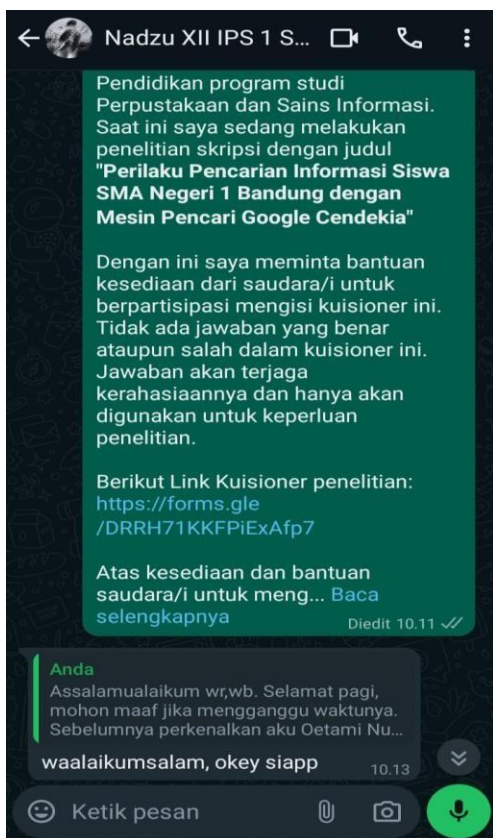 Nadzu XII IPS 1 S...
Pendidikan program studi
Perpustakaan dan Sains Informasi.
Saat ini saya sedang melakukan
penelitian skripsi dengan judul
"Perilaku Pencarian Informasi Siswa
SMA Negeri 1 Bandung dengan
Mesin Pencari Google Cendekia"
Dengan ini saya meminta bantuan
kesediaan dari saudara/i untuk
berpartisipasi mengisi kuisioner ini.
Tidak ada jawaban yang benar
ataupun salah dalam kuisioner ini.
Jawaban akan terjaga
kerahasiaannya dan hanya akan
digunakan untuk keperluan
penelitian.
Berikut Link Kuisioner penelitian:
https://forms.gle
/DRRH71KKFPiExAfp7
Atas kesediaan dan bantuan
saudara/i untuk meng... Baca
selengkapnya
Diedit 10.11
Anda
Assalamualaikum wr,wb. Selamat pagi,
mohon maaf jika mengganggu waktunya.
Sebelumnya perkenalkan aku Oetami Nu...
waalaikumsalam, okey siapp
10.13
Ketik pesan